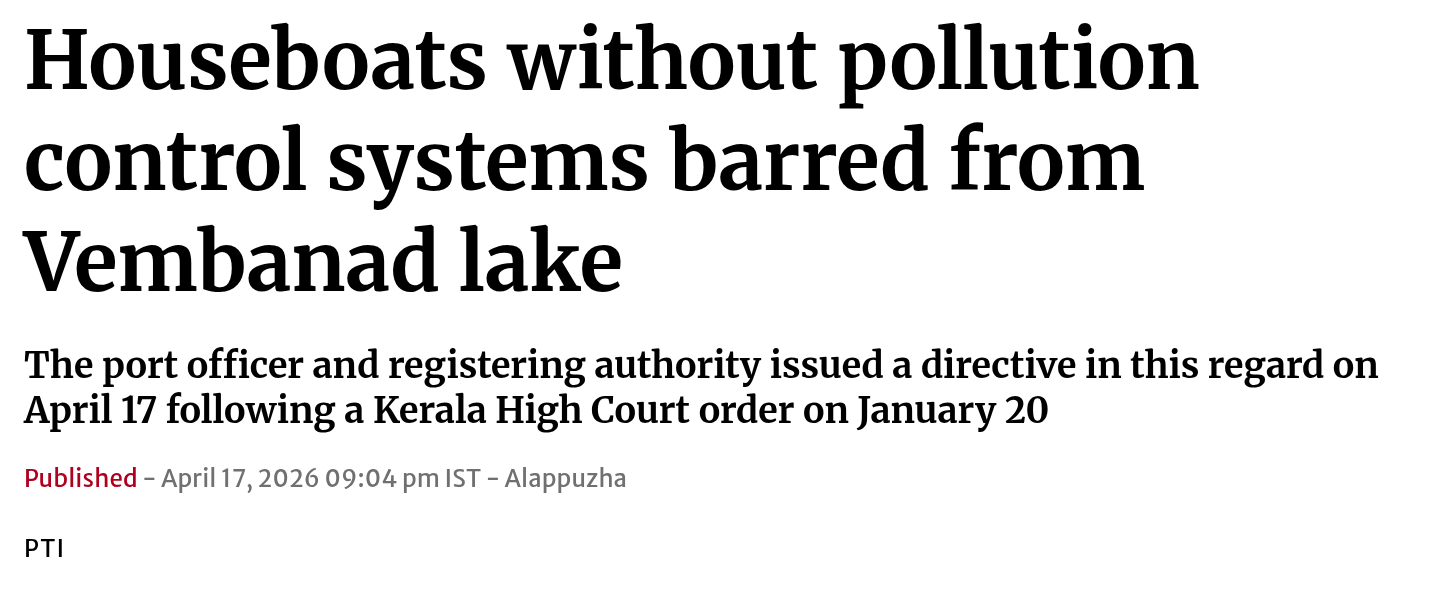 Houseboats without pollution
control systems barred from
Vembanad lake
The port officer and registering authority issued a directive in this regard on
April 17 following a Kerala High Court order on January 20
Published - April 17, 2026 09:04 pm IST - Alappuzha
PTI